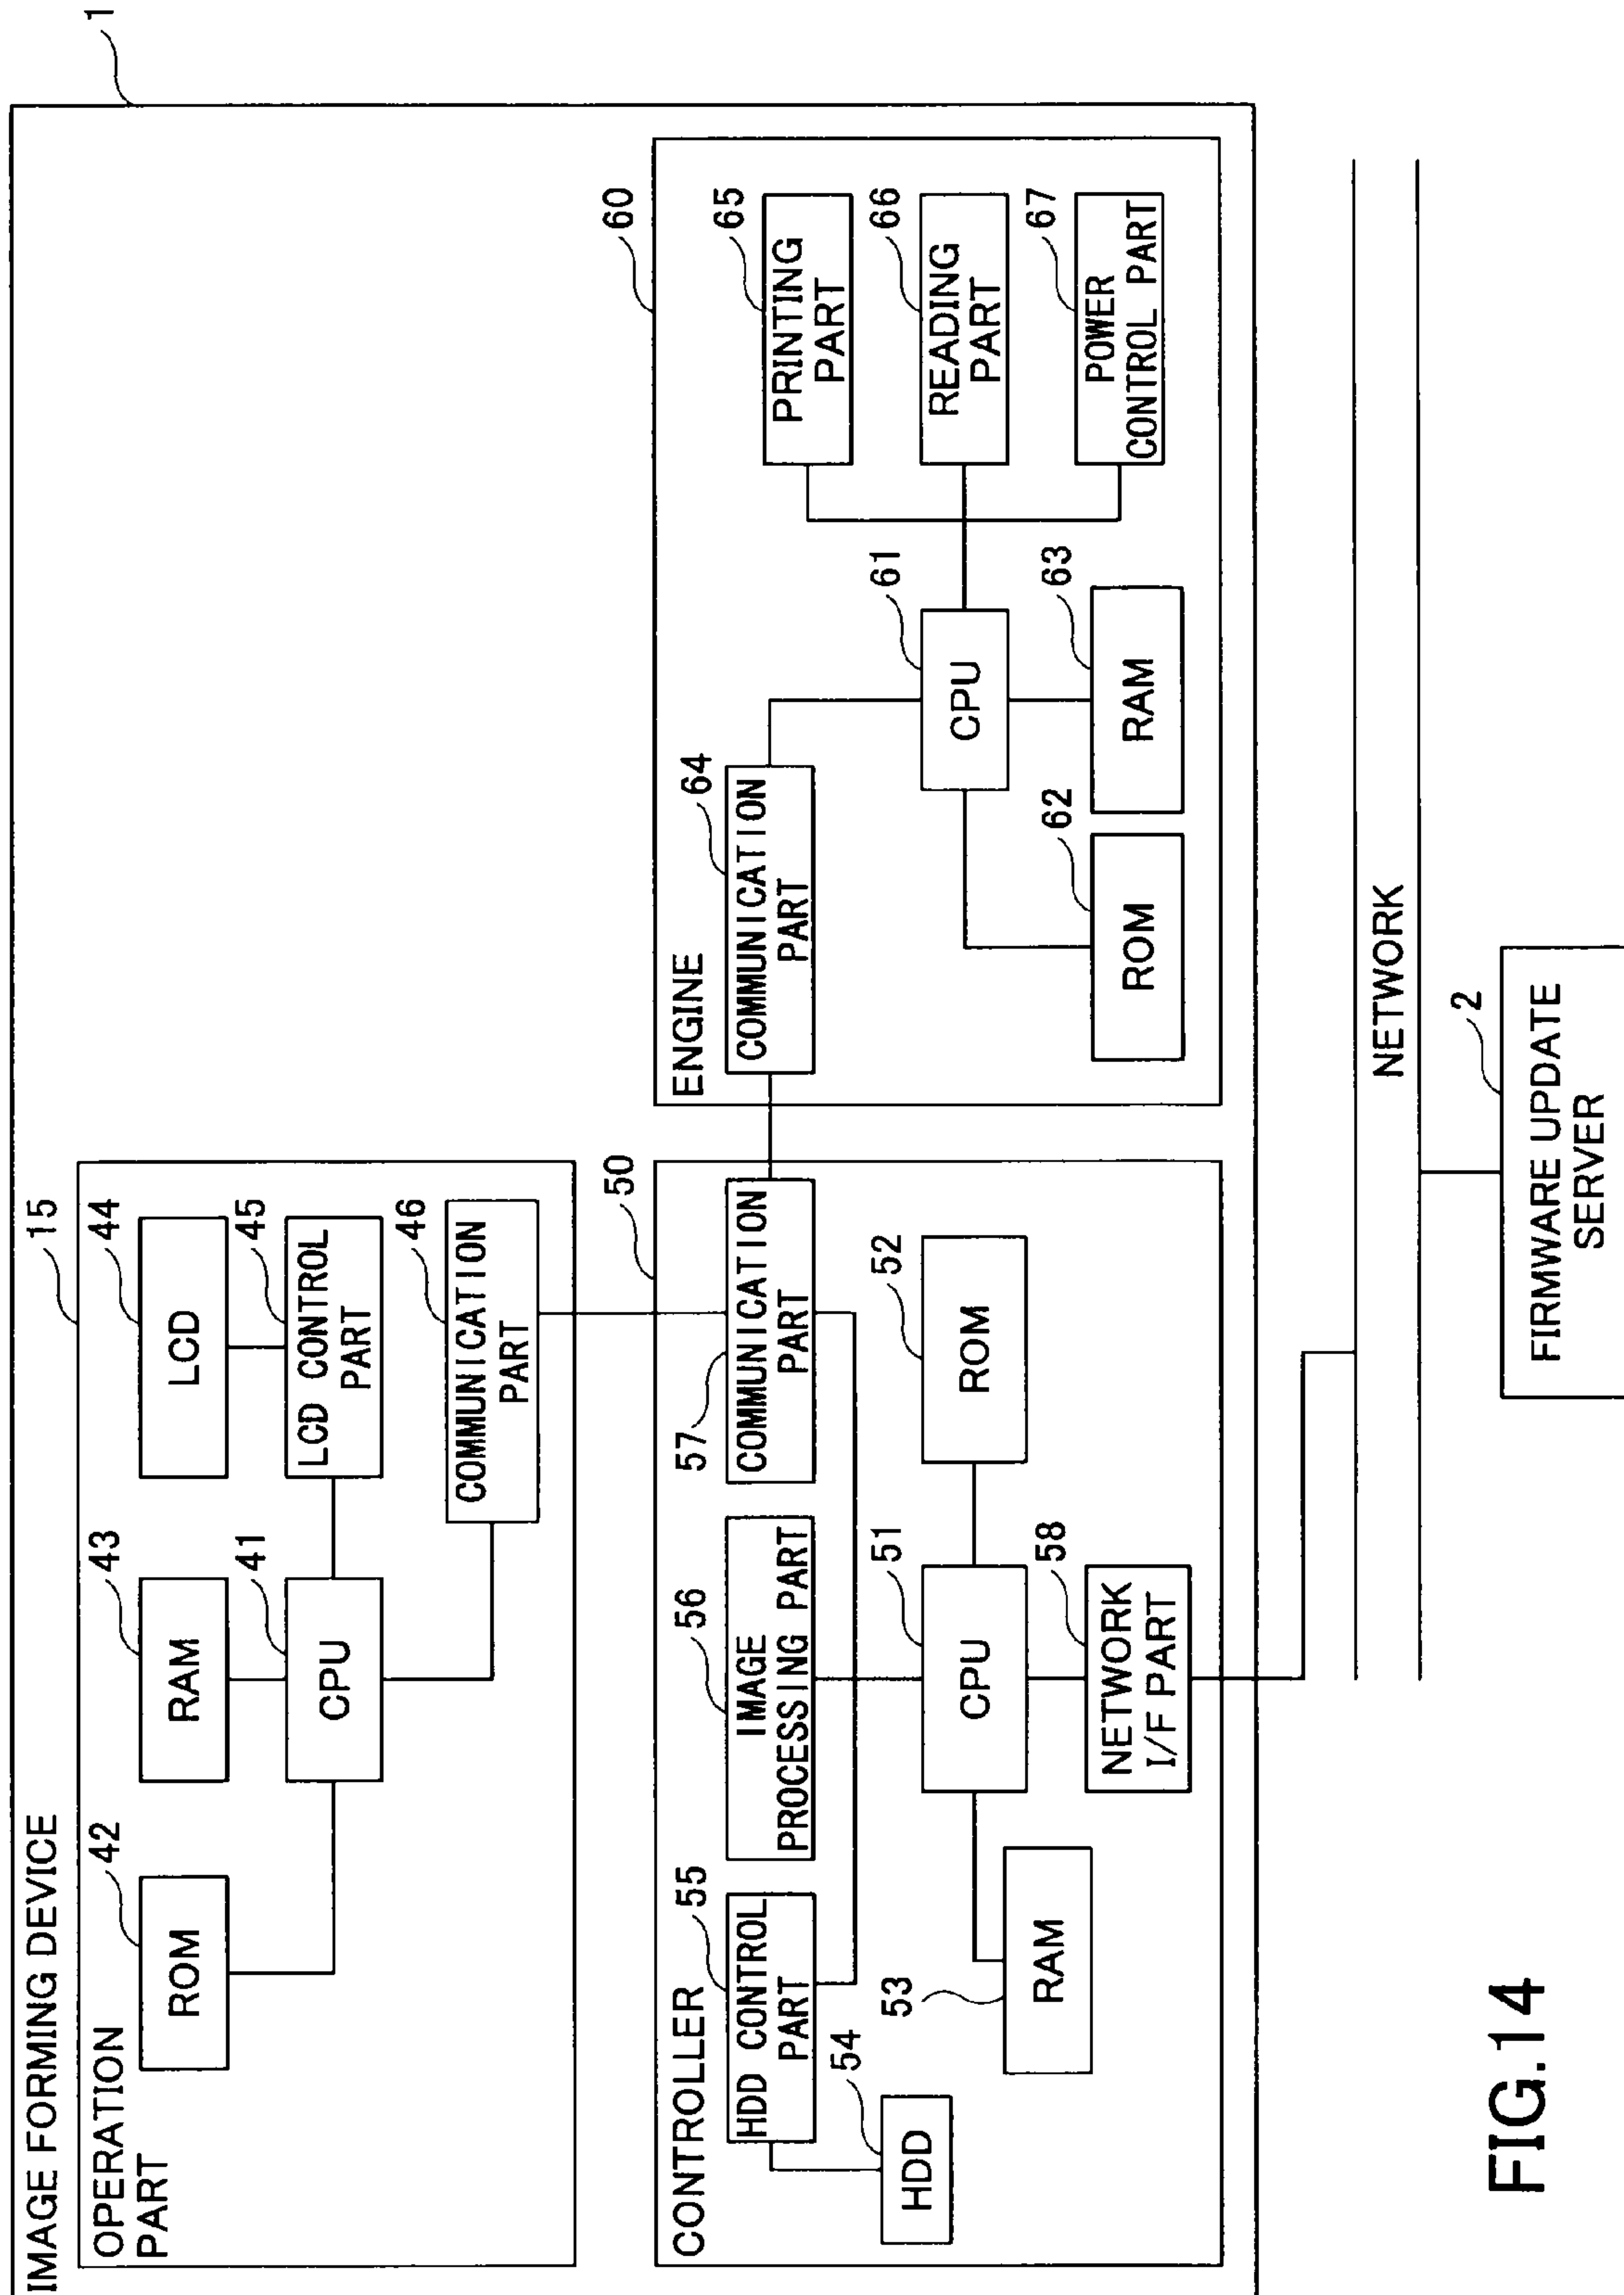 IMAGE FORMING DEVICE
1
OPERATION
PART
15
42
ROM
43
RAM
44
LCD
41
CPU
45
LCD CONTROL
PART
46
COMMUNICATION
PART
CONTROLLER
50
55
HDD CONTROL
PART
56
IMAGE
PROCESSING PART
57
COMMUNICATION
PART
54
HDD
53
RAM
51
CPU
52
ROM
58
NETWORK
I/F PART
ENGINE
60
64
COMMUNICATION
PART
65
PRINTING
PART
61
CPU
66
READING
PART
62
ROM
63
RAM
67
POWER
CONTROL PART
NETWORK
2
FIRMWARE UPDATE
SERVER
FIG.14